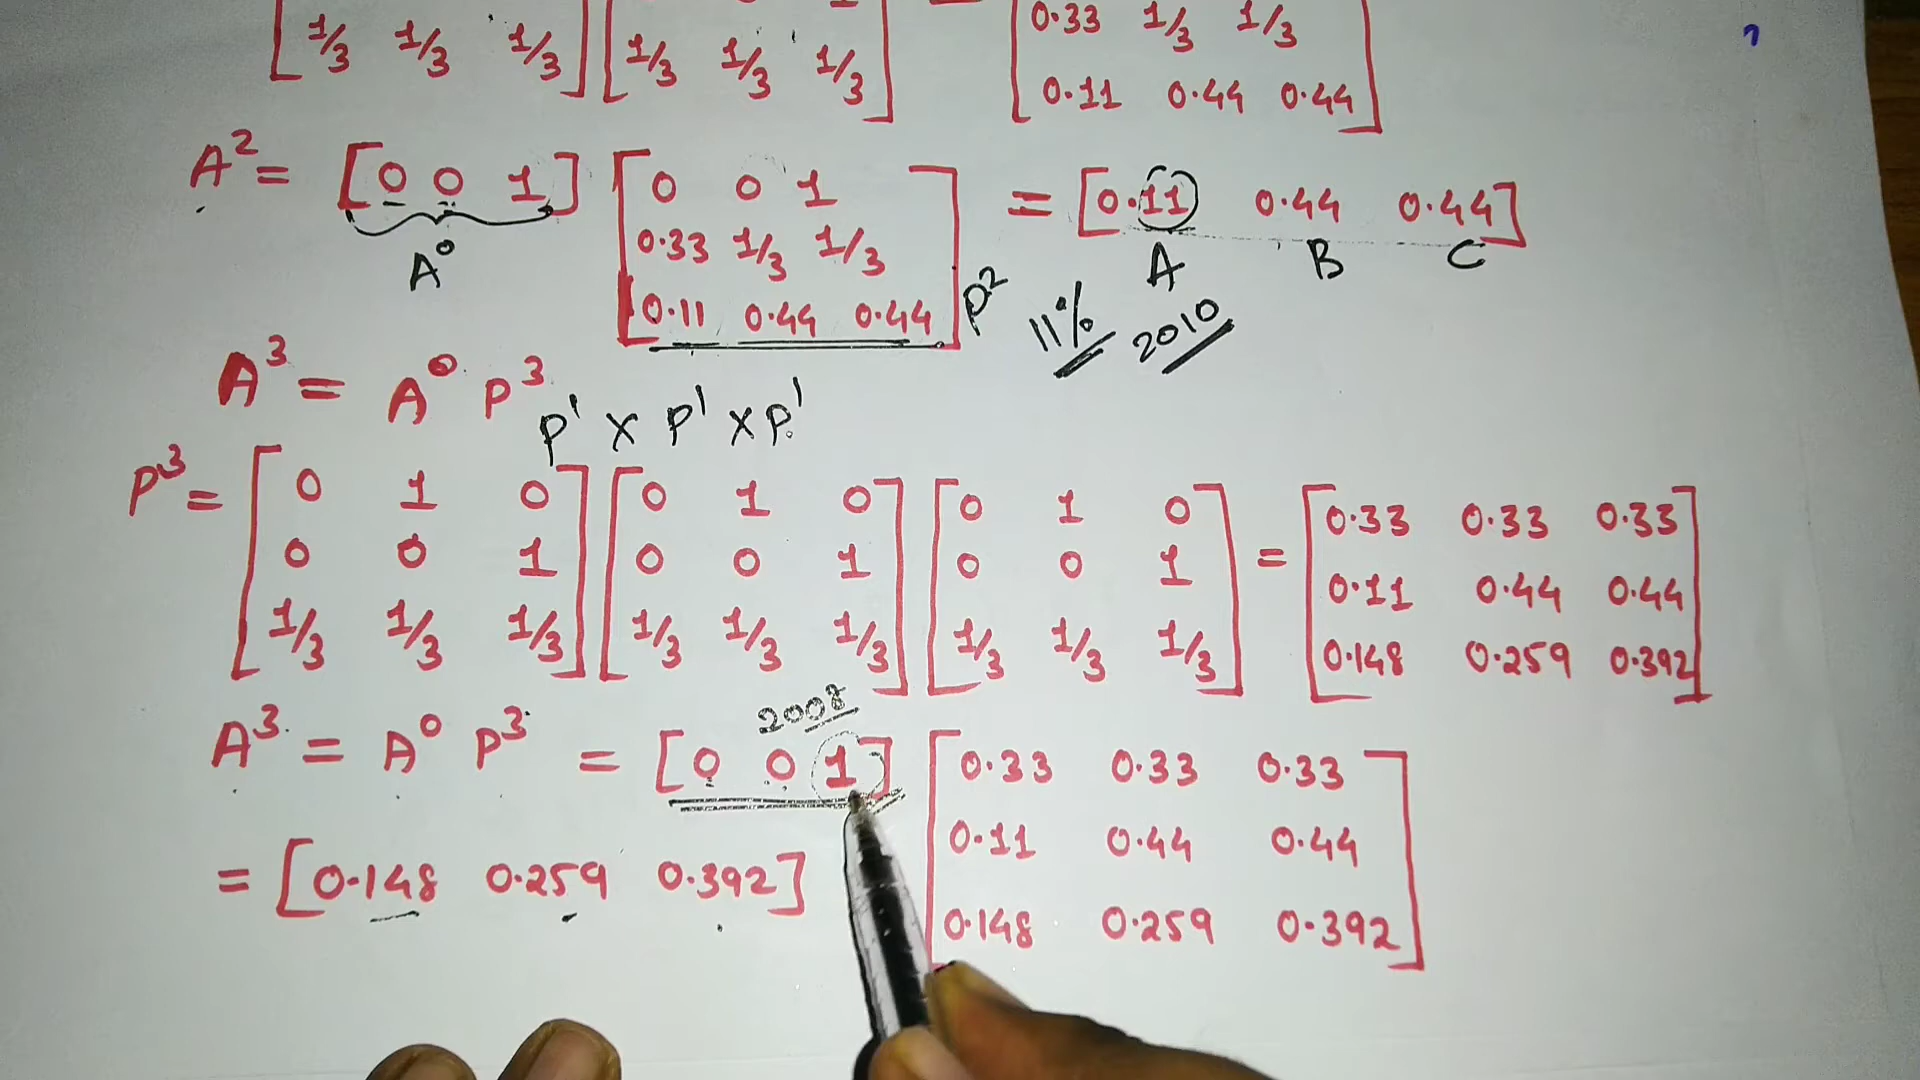 [1/3 1/3 1/3] [1/3 1/3 1/3] = [0.33 1/3 1/3
0.11 0.44 0.44]
A² = [0 0 1] [0 0 1 = [0.11 0.44 0.44]
A⁰ 0.33 1/3 1/3 A B C
0.11 0.44 0.44] P² 11% 2010
A³ = A⁰ P³
P¹ × P¹ × P¹
P³ = [0 1 0 [0 1 0 [0 1 0 = [0.33 0.33 0.33
0 0 1 0 0 1 0 0 1 0.11 0.44 0.44
1/3 1/3 1/3] 1/3 1/3 1/3] 1/3 1/3 1/3] 0.148 0.259 0.392]
2008
A³ = A⁰ P³ = [0 0 1] [0.33 0.33 0.33
0.11 0.44 0.44
= [0.148 0.259 0.392] 0.148 0.259 0.392]